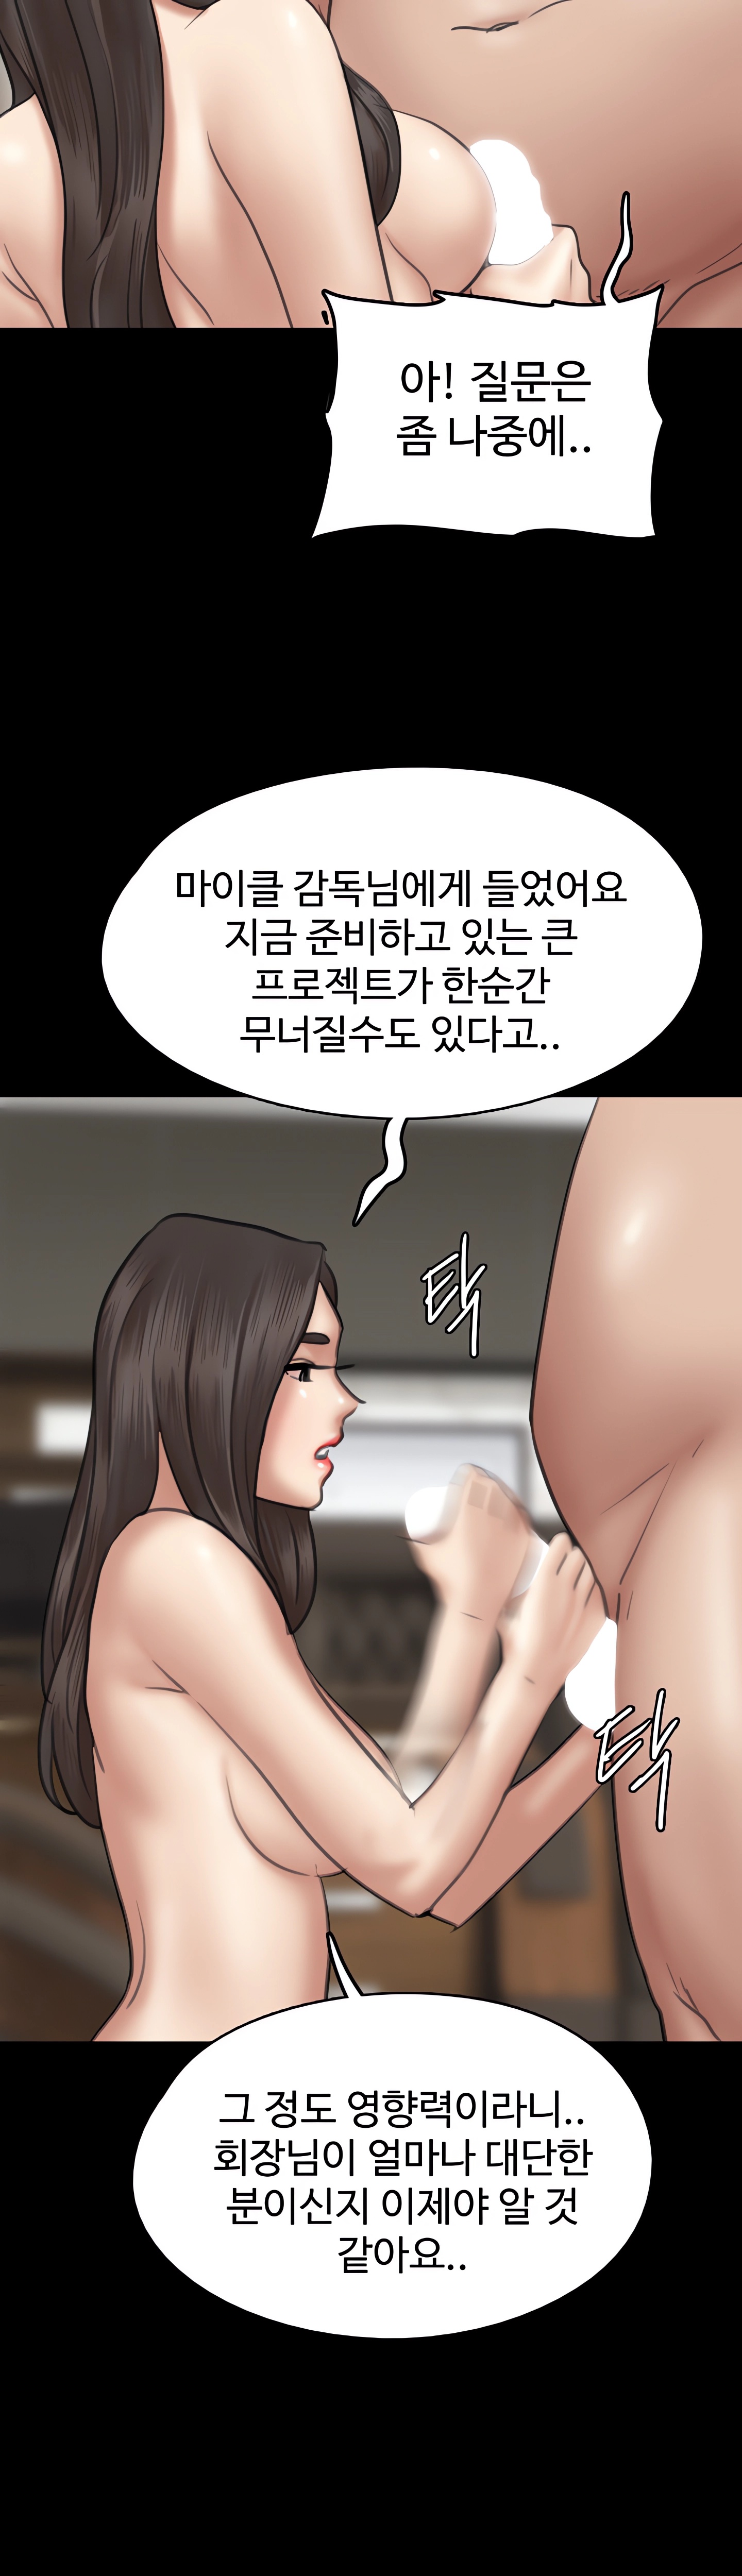 아! 질문은
좀 나중에..
마이클 감독님에게 들었어요
지금 준비하고 있는 큰
프로젝트가 한순간
무너질수도 있다고..
탁
탁
그 정도 영향력이라니..
회장님이 얼마나 대단한
분이신지 이제야 알 것
같아요..